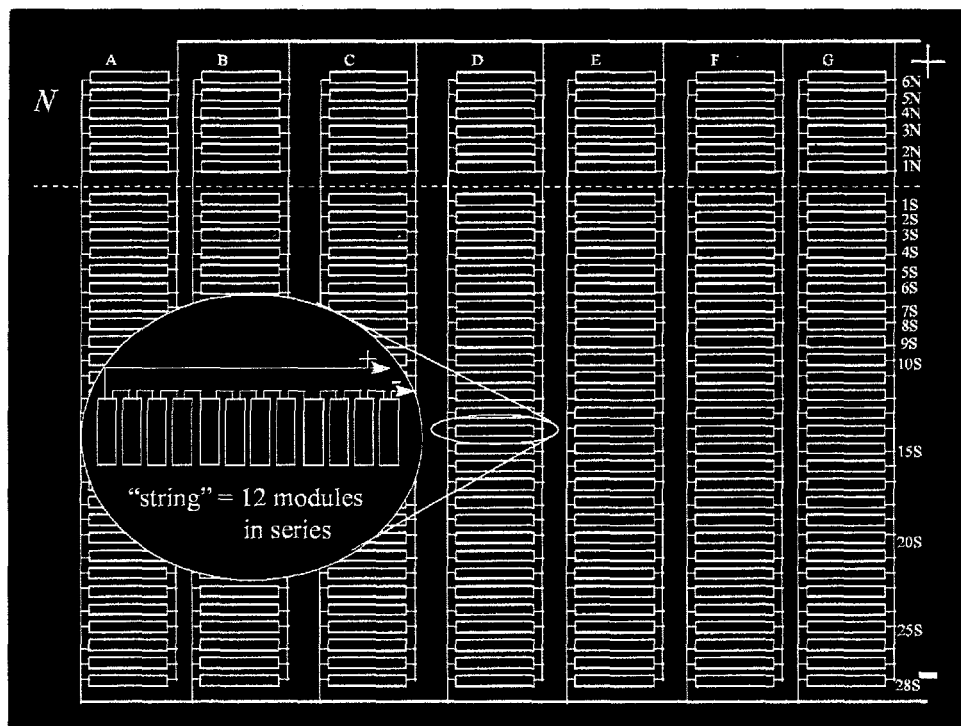 A B C D E F G
+
N
6N
5N
4N
3N
2N
1N
1S
2S
3S
4S
5S
6S
7S
8S
9S
10S
+
-
15S
“string” = 12 modules
in series
20S
25S
28S
-